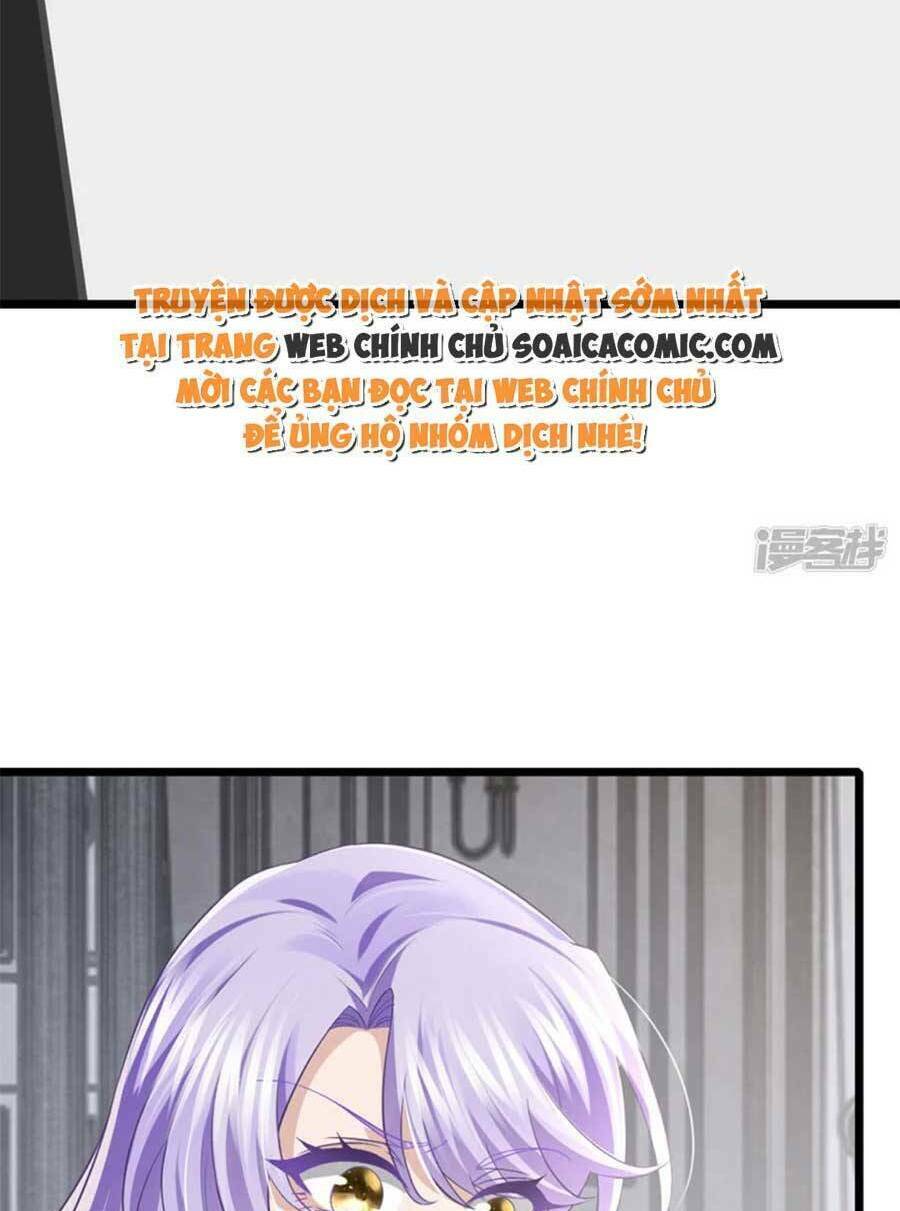 TRUYỆN ĐƯỢC DỊCH VÀ CẬP NHẬT SỚM NHẤT
TẠI TRANG WEB CHÍNH CHỦ SOAICACOMIC.COM
MỜI CÁC BẠN ĐỌC TẠI WEB CHÍNH CHỦ
ĐỂ ỦNG HỘ NHÓM DỊCH NHÉ!
漫客栈